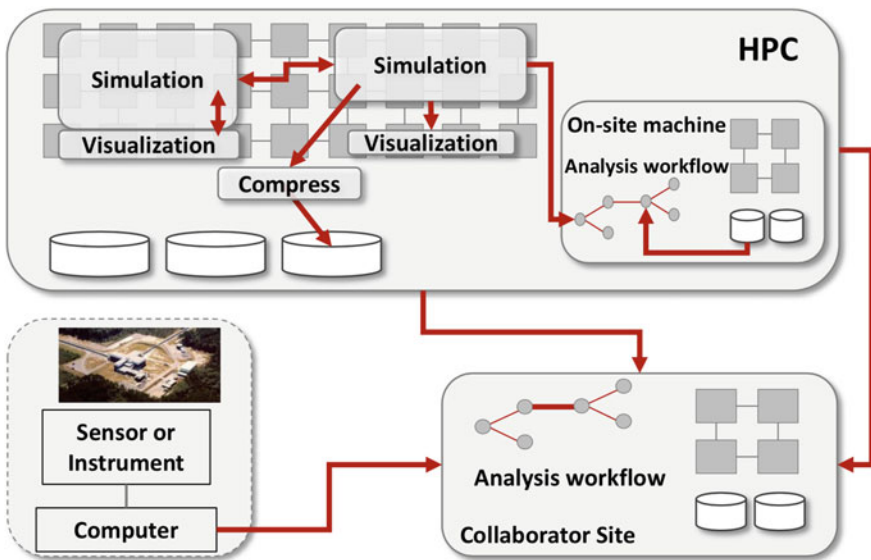 HPC
Simulation
Simulation
Visualization
Visualization
Compress
On-site machine
Analysis workflow
Sensor or
Instrument
Computer
Analysis workflow
Collaborator Site